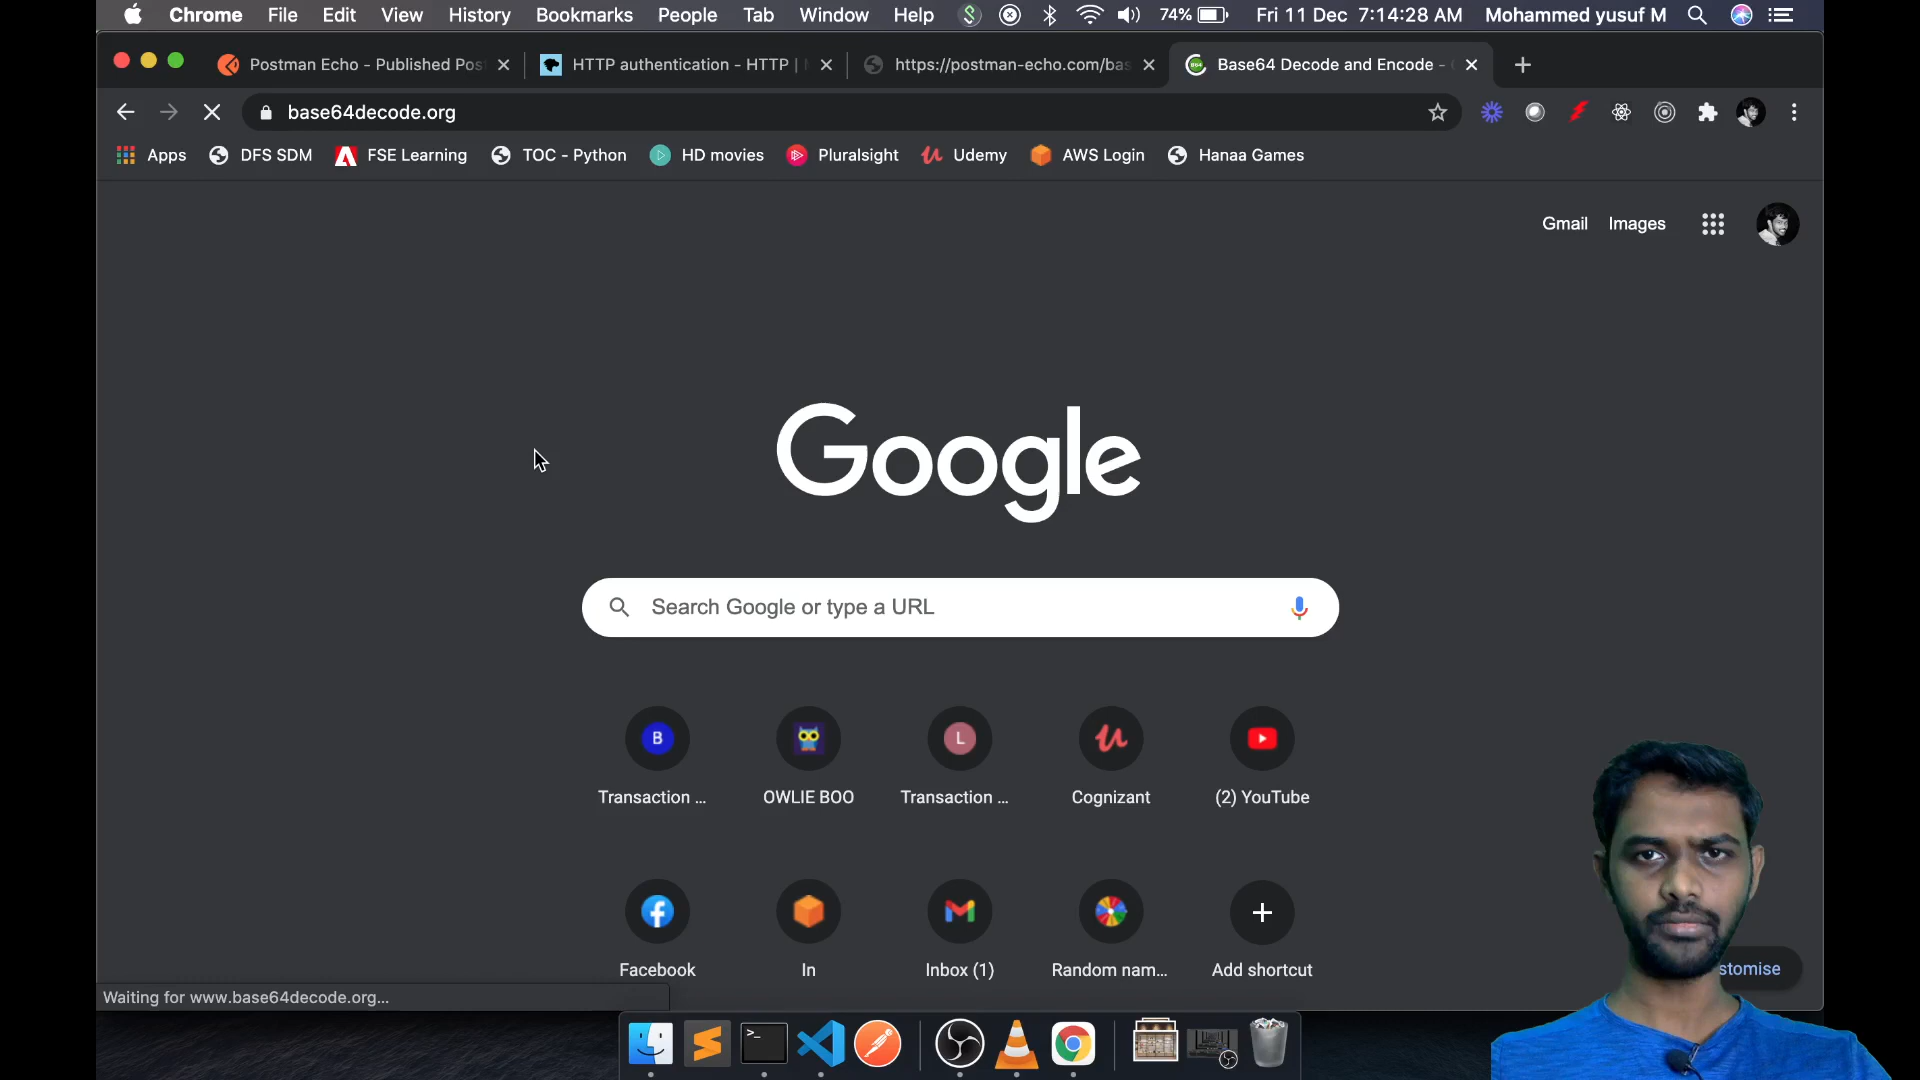 Chrome File Edit View History Bookmarks People Tab Window Help 74% Fri 11 Dec 7:14:28 AM Mohammed yusuf M
Postman Echo - Published Pos HTTP authentication - HTTP | https://postman-echo.com/bas Base64 Decode and Encode -
base64decode.org
Apps DFS SDM FSE Learning TOC - Python HD movies Pluralsight Udemy AWS Login Hanaa Games
Gmail Images
Google
Search Google or type a URL
B L
Transaction ... OWLIE BOO Transaction ... Cognizant (2) YouTube
Facebook In Inbox (1) Random nam... Add shortcut
stomise
Waiting for www.base64decode.org...